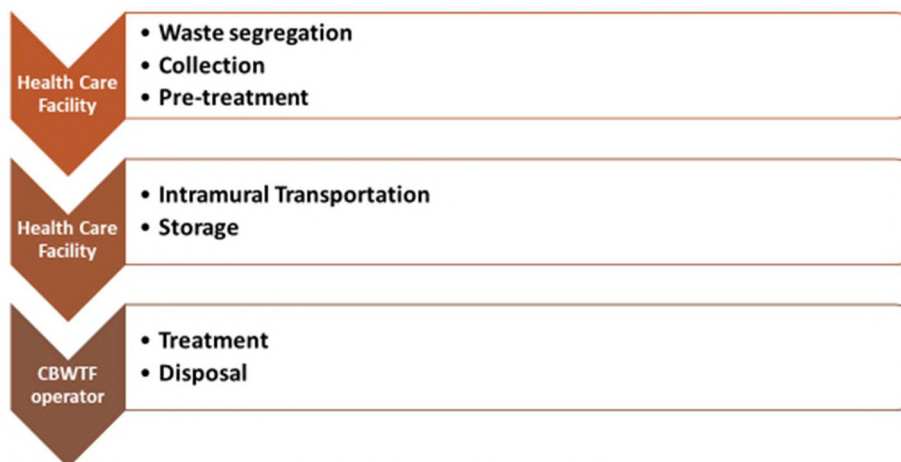 Health Care
Facility
• Waste segregation
• Collection
• Pre-treatment
Health Care
Facility
• Intramural Transportation
• Storage
CBWTF
operator
• Treatment
• Disposal